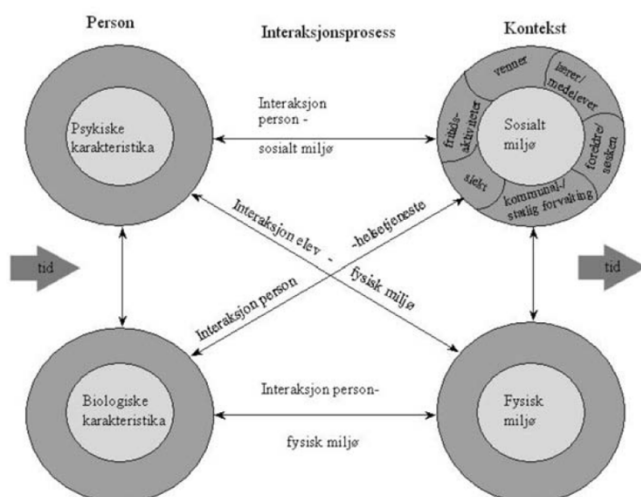 Person
Interaksjonsprosess
Kontekst
Psykiske
karakteristika
Interaksjon
person -
sosialt miljø
venner
lærer/
medelever
fritids-
aktiviteter
Sosialt
miljø
foreldre/
søsken
slekt
kommunal-/
statlig forvalting
Interaksjon elev -
fysisk miljø
Interaksjon person
-helsetjeneste
tid
tid
Biologiske
karakteristika
Interaksjon person-
fysisk miljø
Fysisk
miljø